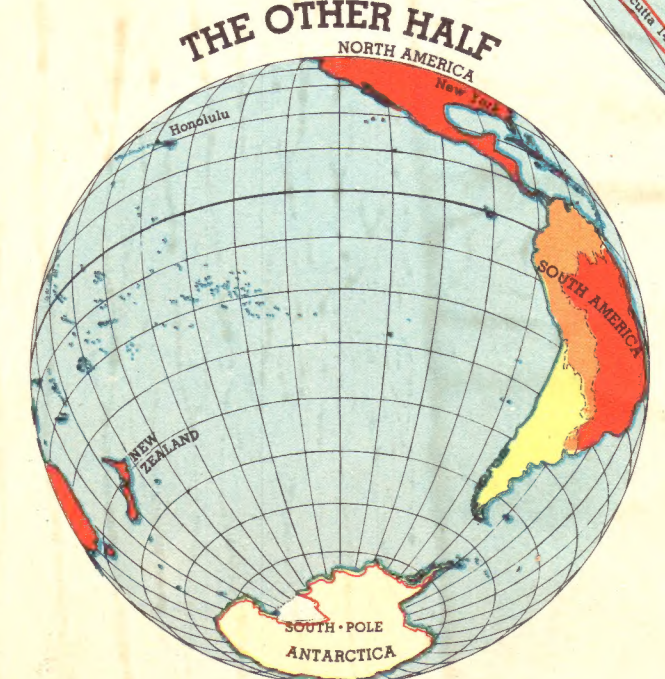 THE OTHER HALF
NORTH AMERICA
New York
Honolulu
SOUTH AMERICA
NEW
ZEALAND
SOUTH • POLE
ANTARCTICA